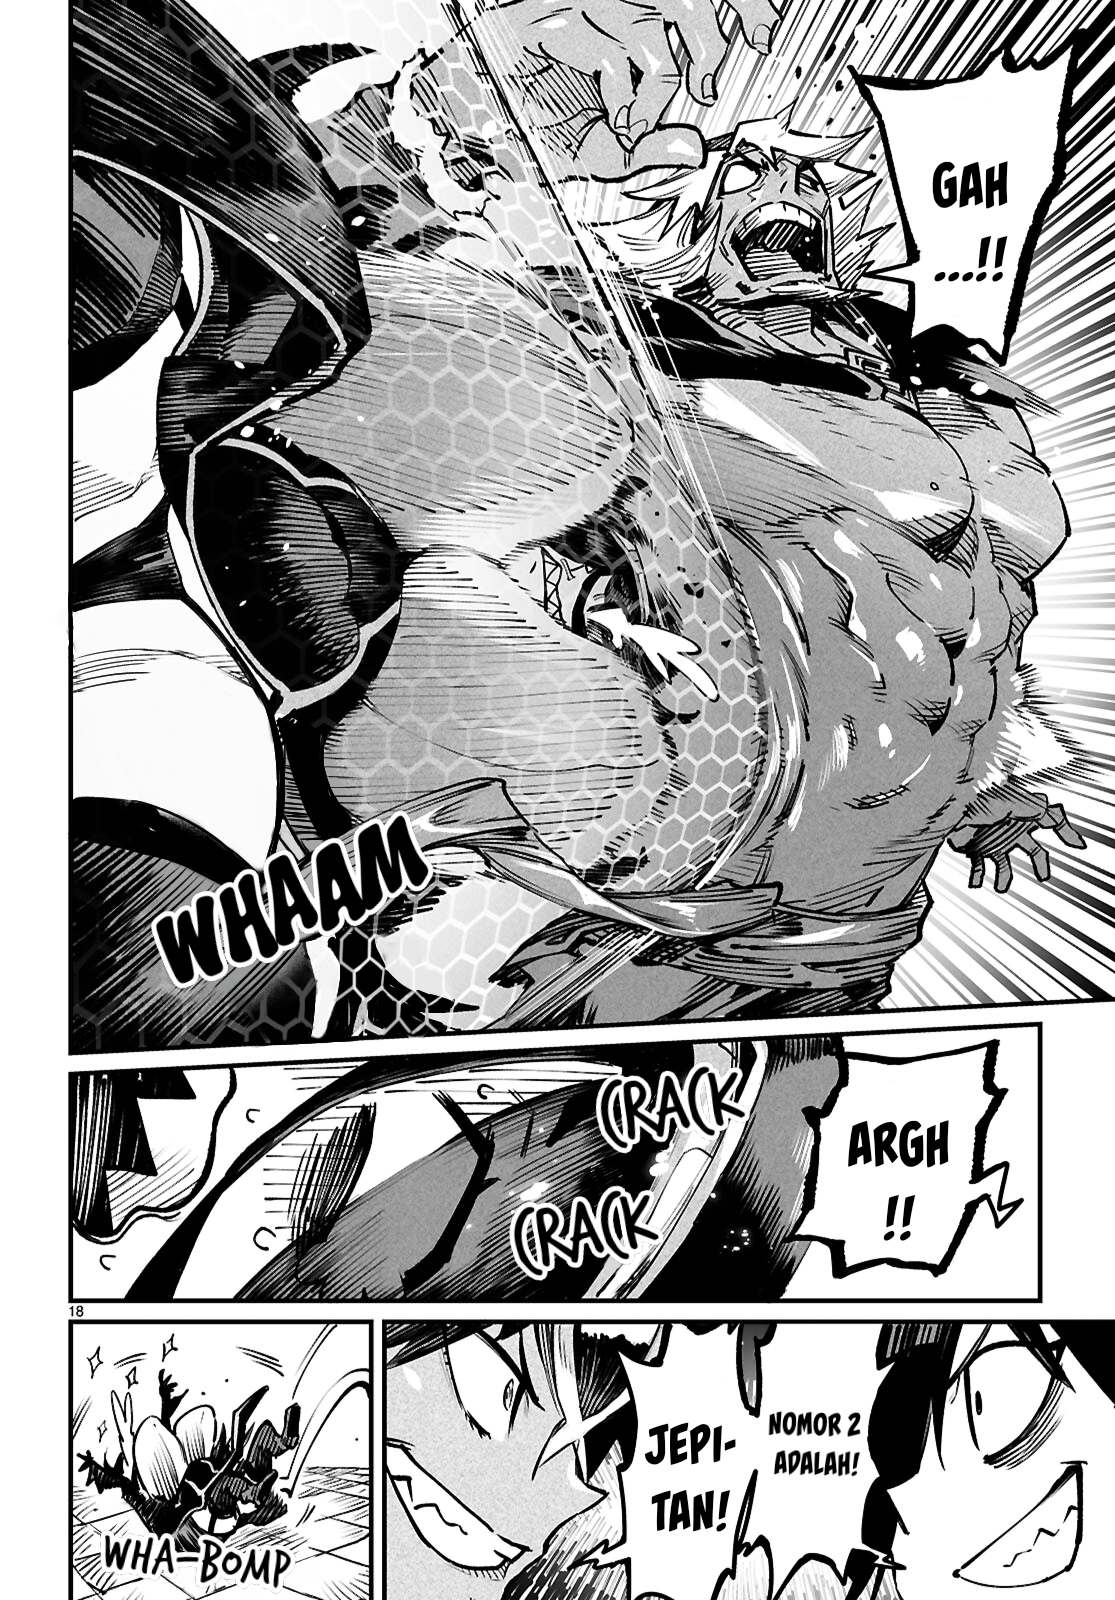 GAH
...!!
WHAAM
ARGH
!!
CRACK
CRACK
18
NOMOR 2
ADALAH!
JEPI-
TAN!
WHA-BOMP